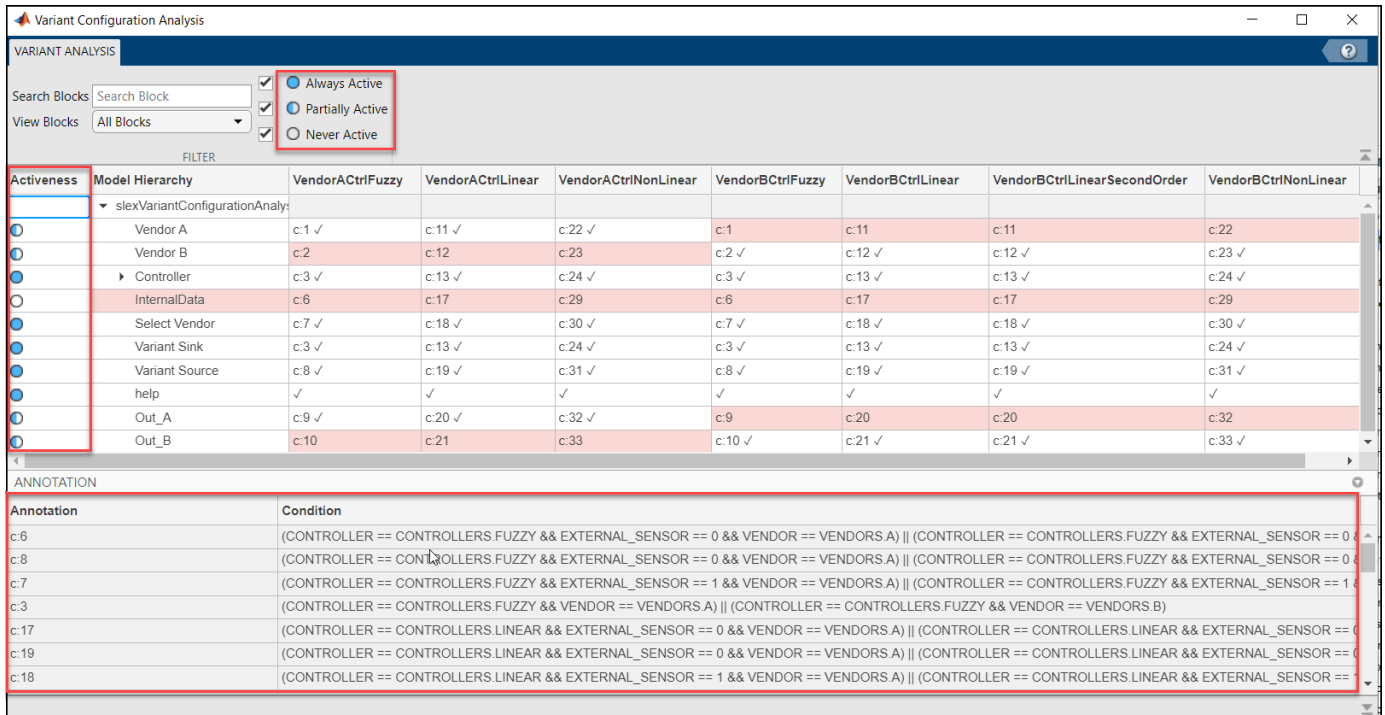 Variant Configuration Analysis
VARIANT ANALYSIS
Search Blocks Search Block Always Active
View Blocks All Blocks Partially Active
Never Active
FILTER
Activeness Model Hierarchy VendorACtrlFuzzy VendorACtrlLinear VendorACtrlNonLinear VendorBCtrlFuzzy VendorBCtrlLinear VendorBCtrlLinearSecondOrder VendorBCtrlNonLinear
slexVariantConfigurationAnalys
Vendor A c:1 ✓ c:11 ✓ c:22 ✓ c:1 c:11 c:11 c:22
Vendor B c:2 c:12 c:23 c:2 ✓ c:12 ✓ c:12 ✓ c:23 ✓
Controller c:3 ✓ c:13 ✓ c:24 ✓ c:3 ✓ c:13 ✓ c:13 ✓ c:24 ✓
InternalData c:6 c:17 c:29 c:6 c:17 c:17 c:29
Select Vendor c:7 ✓ c:18 ✓ c:30 ✓ c:7 ✓ c:18 ✓ c:18 ✓ c:30 ✓
Variant Sink c:3 ✓ c:13 ✓ c:24 ✓ c:3 ✓ c:13 ✓ c:13 ✓ c:24 ✓
Variant Source c:8 ✓ c:19 ✓ c:31 ✓ c:8 ✓ c:19 ✓ c:19 ✓ c:31 ✓
help ✓ ✓ ✓ ✓ ✓ ✓ ✓
Out_A c:9 ✓ c:20 ✓ c:32 ✓ c:9 c:20 c:20 c:32
Out_B c:10 c:21 c:33 c:10 ✓ c:21 ✓ c:21 ✓ c:33 ✓
ANNOTATION
Annotation Condition
c:6 (CONTROLLER == CONTROLLERS.FUZZY && EXTERNAL_SENSOR == 0 && VENDOR == VENDORS.A) || (CONTROLLER == CONTROLLERS.FUZZY && EXTERNAL_SENSOR == 0 &
c:8 (CONTROLLER == CONTROLLERS.FUZZY && EXTERNAL_SENSOR == 0 && VENDOR == VENDORS.A) || (CONTROLLER == CONTROLLERS.FUZZY && EXTERNAL_SENSOR == 0 &
c:7 (CONTROLLER == CONTROLLERS.FUZZY && EXTERNAL_SENSOR == 1 && VENDOR == VENDORS.A) || (CONTROLLER == CONTROLLERS.FUZZY && EXTERNAL_SENSOR == 1 &
c:3 (CONTROLLER == CONTROLLERS.FUZZY && VENDOR == VENDORS.A) || (CONTROLLER == CONTROLLERS.FUZZY && VENDOR == VENDORS.B)
c:17 (CONTROLLER == CONTROLLERS.LINEAR && EXTERNAL_SENSOR == 0 && VENDOR == VENDORS.A) || (CONTROLLER == CONTROLLERS.LINEAR && EXTERNAL_SENSOR == 0
c:19 (CONTROLLER == CONTROLLERS.LINEAR && EXTERNAL_SENSOR == 0 && VENDOR == VENDORS.A) || (CONTROLLER == CONTROLLERS.LINEAR && EXTERNAL_SENSOR == 0
c:18 (CONTROLLER == CONTROLLERS.LINEAR && EXTERNAL_SENSOR == 1 && VENDOR == VENDORS.A) || (CONTROLLER == CONTROLLERS.LINEAR && EXTERNAL_SENSOR == 1